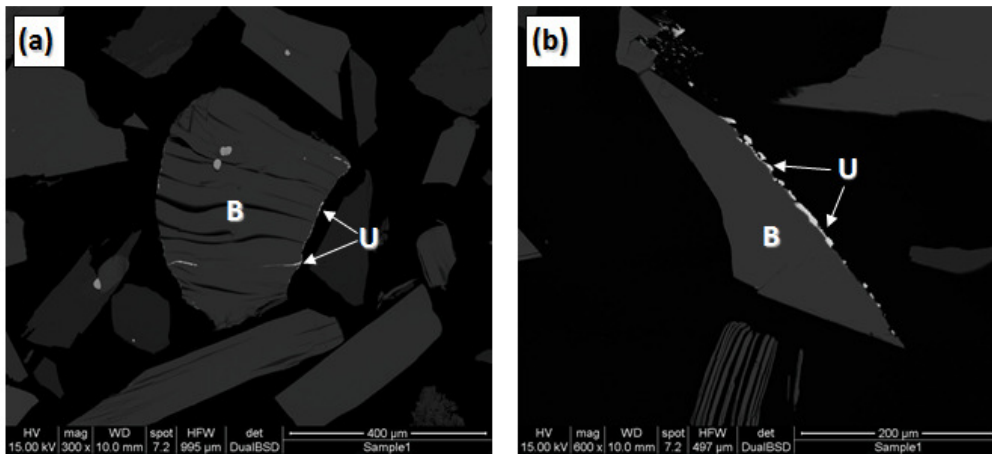 (a)
B
U
HV mag WD spot HFW det 400 µm
15.00 kV 300 x 10.0 mm 7.2 995 µm DualBSD Sample1
(b)
U
B
HV mag WD spot HFW det 200 µm
15.00 kV 600 x 10.0 mm 7.2 497 µm DualBSD Sample1